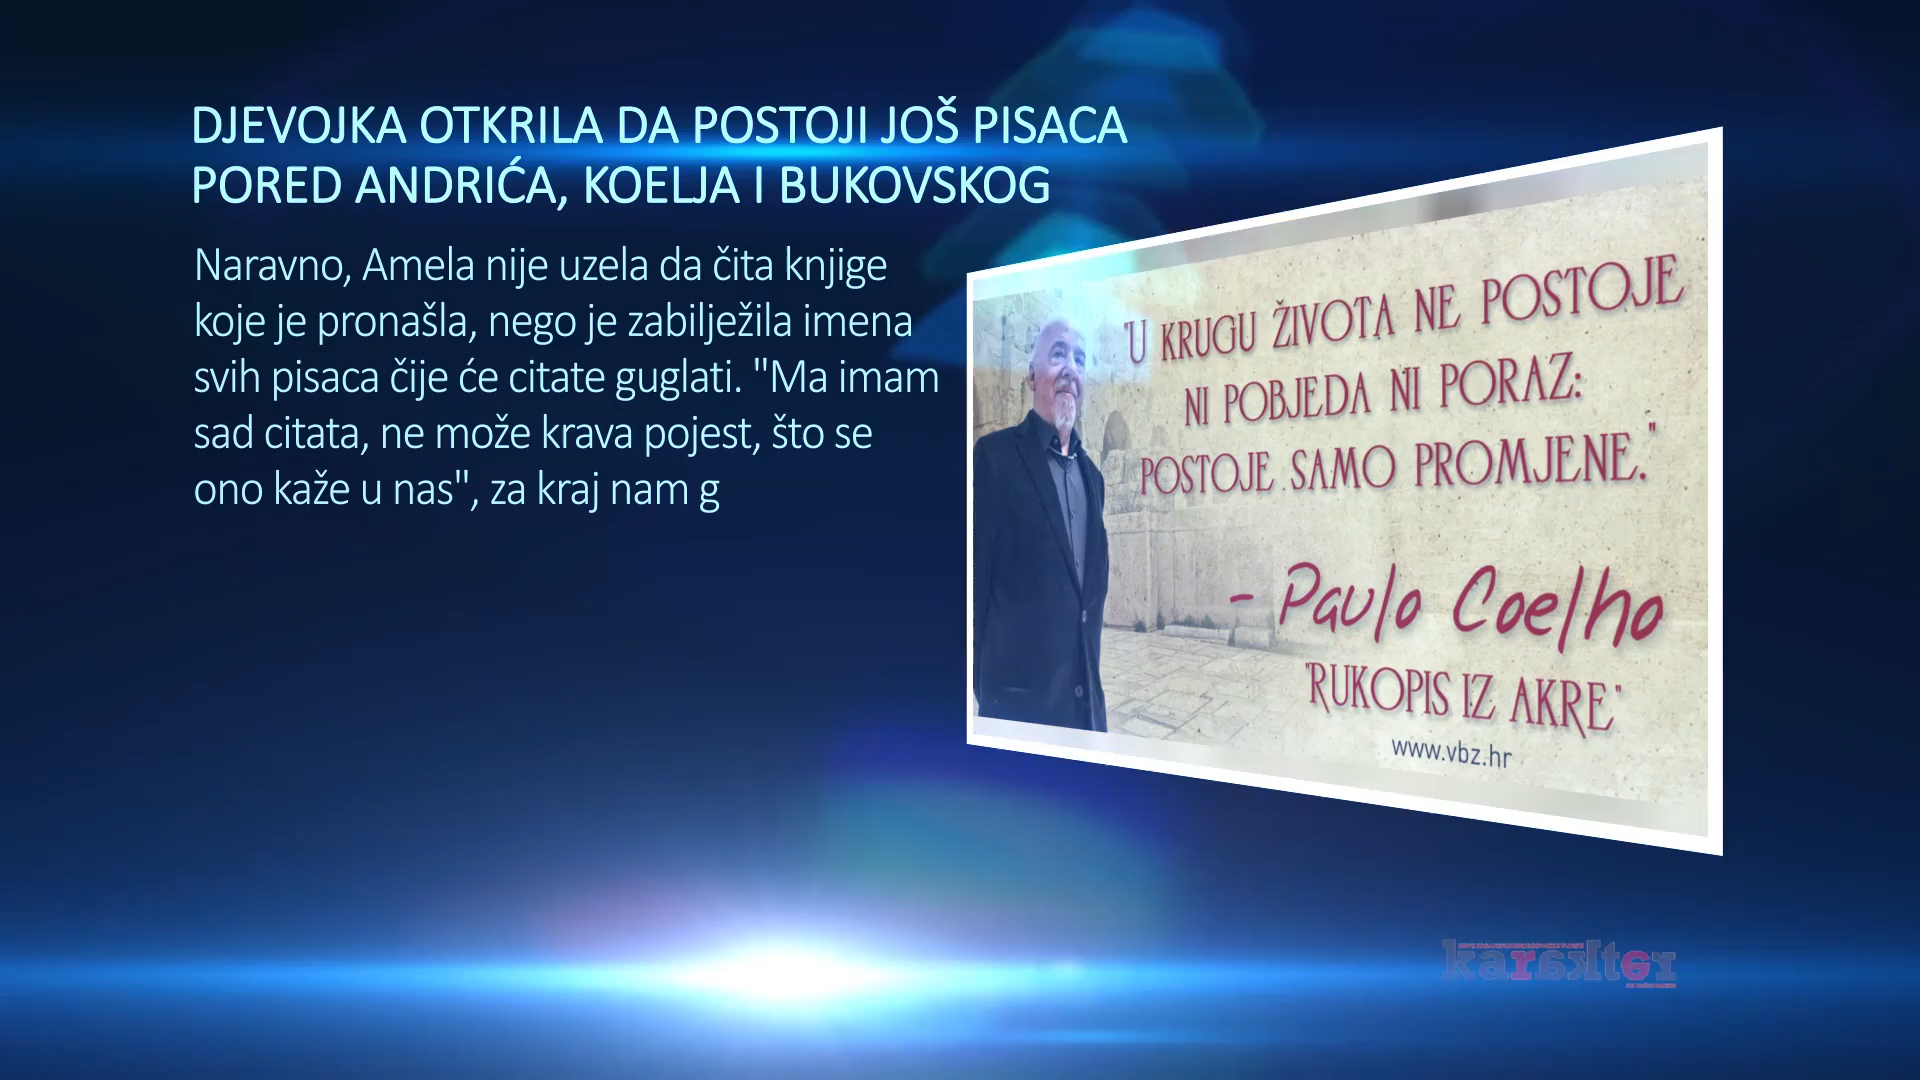 DJEVOJKA OTKRILA DA POSTOJI JOŠ PISACA
PORED ANDRIĆA, KOELJA I BUKOVSKOG
Naravno, Amela nije uzela da čita knjige
koje je pronašla, nego je zabilježila imena
svih pisaca čije će citate guglati. "Ma imam
sad citata, ne može krava pojest, što se
ono kaže u nas", za kraj nam g
"U KRUGU ŽIVOTA NE POSTOJE
NI POBJEDA NI PORAZ:
POSTOJE SAMO PROMJENE."
- Paulo Coelho
"RUKOPIS IZ AKRE"
www.vbz.hr
karakter